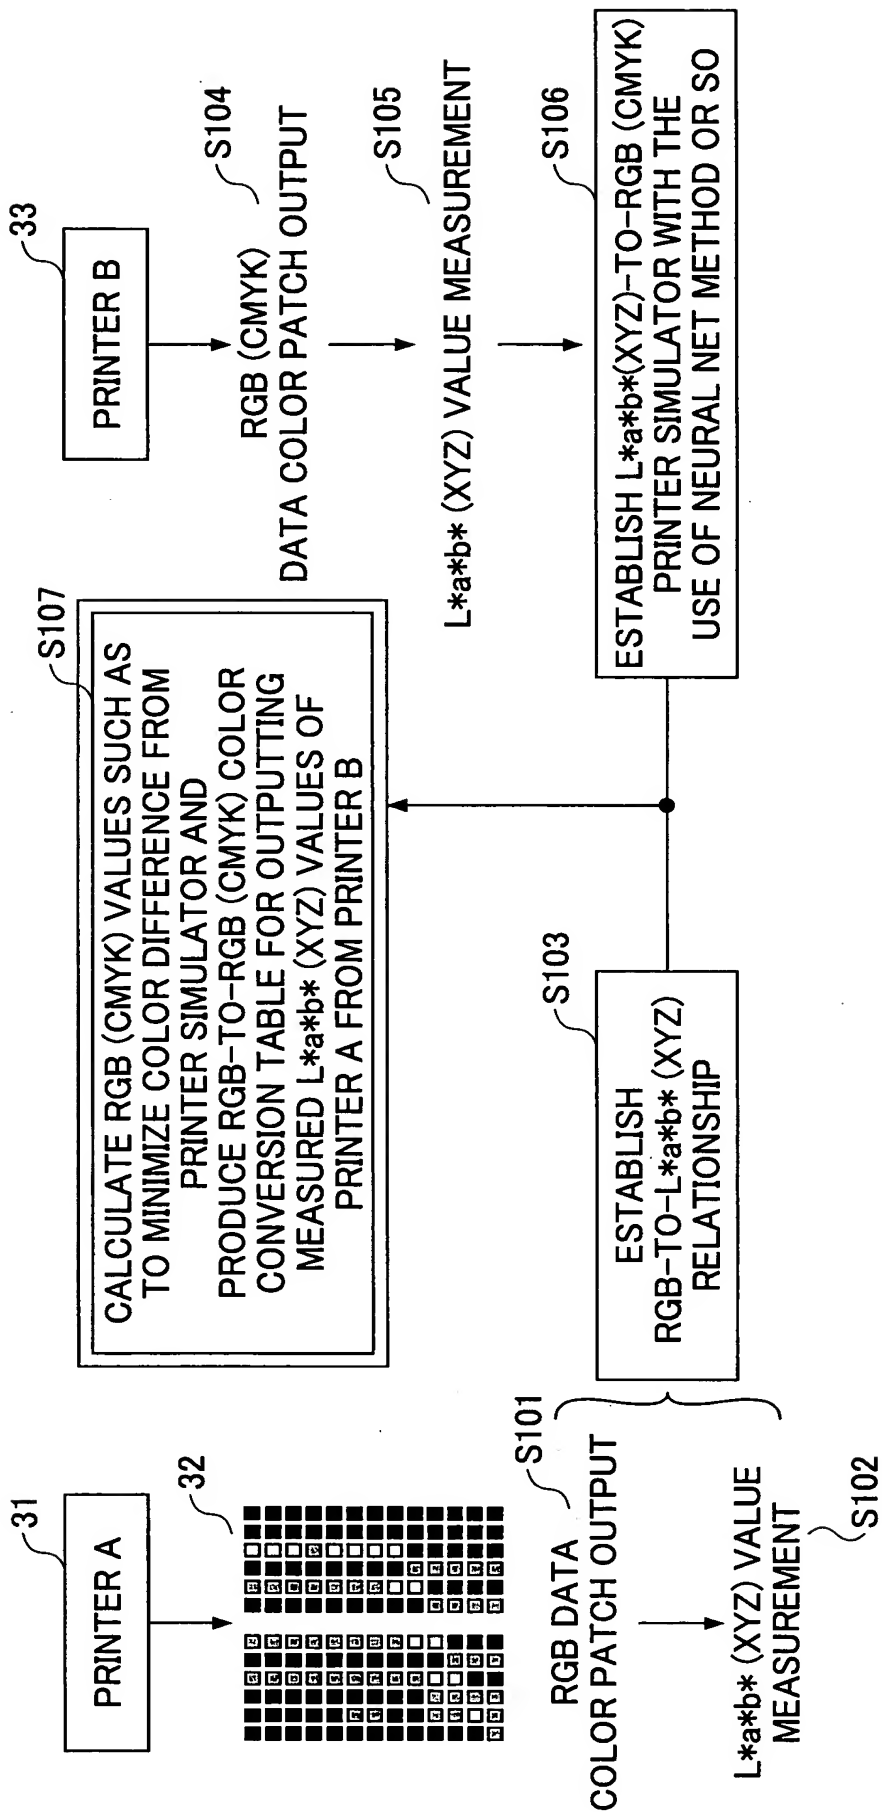 31
PRINTER A
32
S101
RGB DATA
COLOR PATCH OUTPUT
L*a*b* (XYZ) VALUE
MEASUREMENT
S102
S103
ESTABLISH
RGB-TO-L*a*b* (XYZ)
RELATIONSHIP
S107
CALCULATE RGB (CMYK) VALUES SUCH AS
TO MINIMIZE COLOR DIFFERENCE FROM
PRINTER SIMULATOR AND
PRODUCE RGB-TO-RGB (CMYK) COLOR
CONVERSION TABLE FOR OUTPUTTING
MEASURED L*a*b* (XYZ) VALUES OF
PRINTER A FROM PRINTER B
33
PRINTER B
S104
RGB (CMYK)
DATA COLOR PATCH OUTPUT
S105
L*a*b* (XYZ) VALUE MEASUREMENT
S106
ESTABLISH L*a*b*(XYZ)-TO-RGB (CMYK)
PRINTER SIMULATOR WITH THE
USE OF NEURAL NET METHOD OR SO